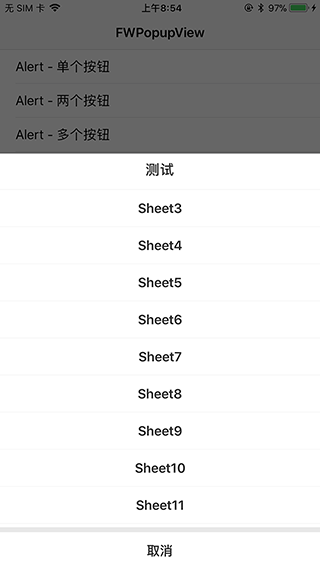 无 SIM 卡 上午8:54 97%
FWPopupView
Alert - 单个按钮
Alert - 两个按钮
Alert - 多个按钮
测试
Sheet3
Sheet4
Sheet5
Sheet6
Sheet7
Sheet8
Sheet9
Sheet10
Sheet11
取消